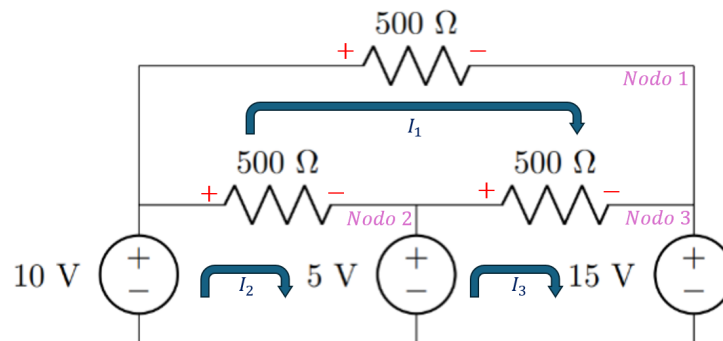 500 Ω
+ −
Nodo 1
I₁
500 Ω
500 Ω
+ −
+ −
Nodo 2
Nodo 3
10 V
+
−
I₂
5 V
+
−
I₃
15 V
+
−